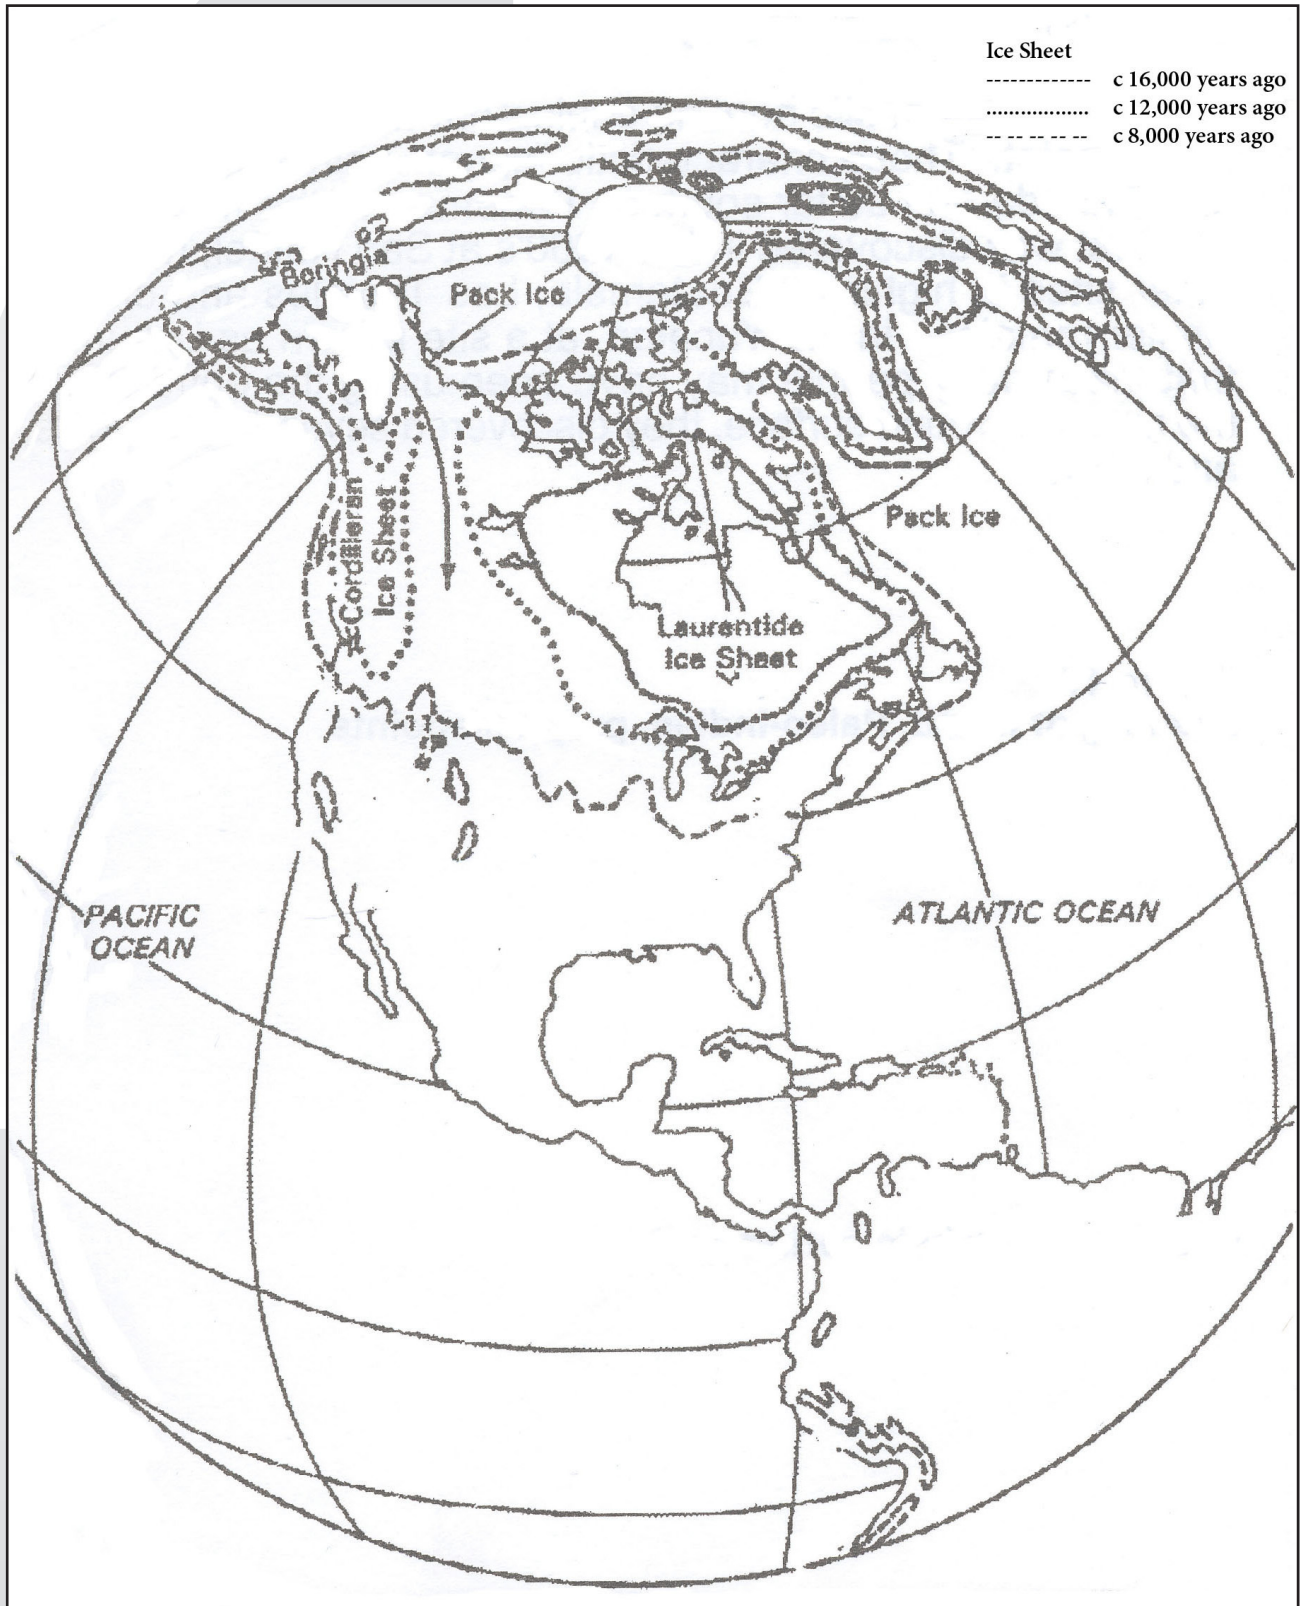 Ice Sheet
c 16,000 years ago
c 12,000 years ago
c 8,000 years ago
Beringia
Pack Ice
Cordilleran
Ice Sheet
Pack Ice
Laurentide
Ice Sheet
PACIFIC
OCEAN
ATLANTIC OCEAN